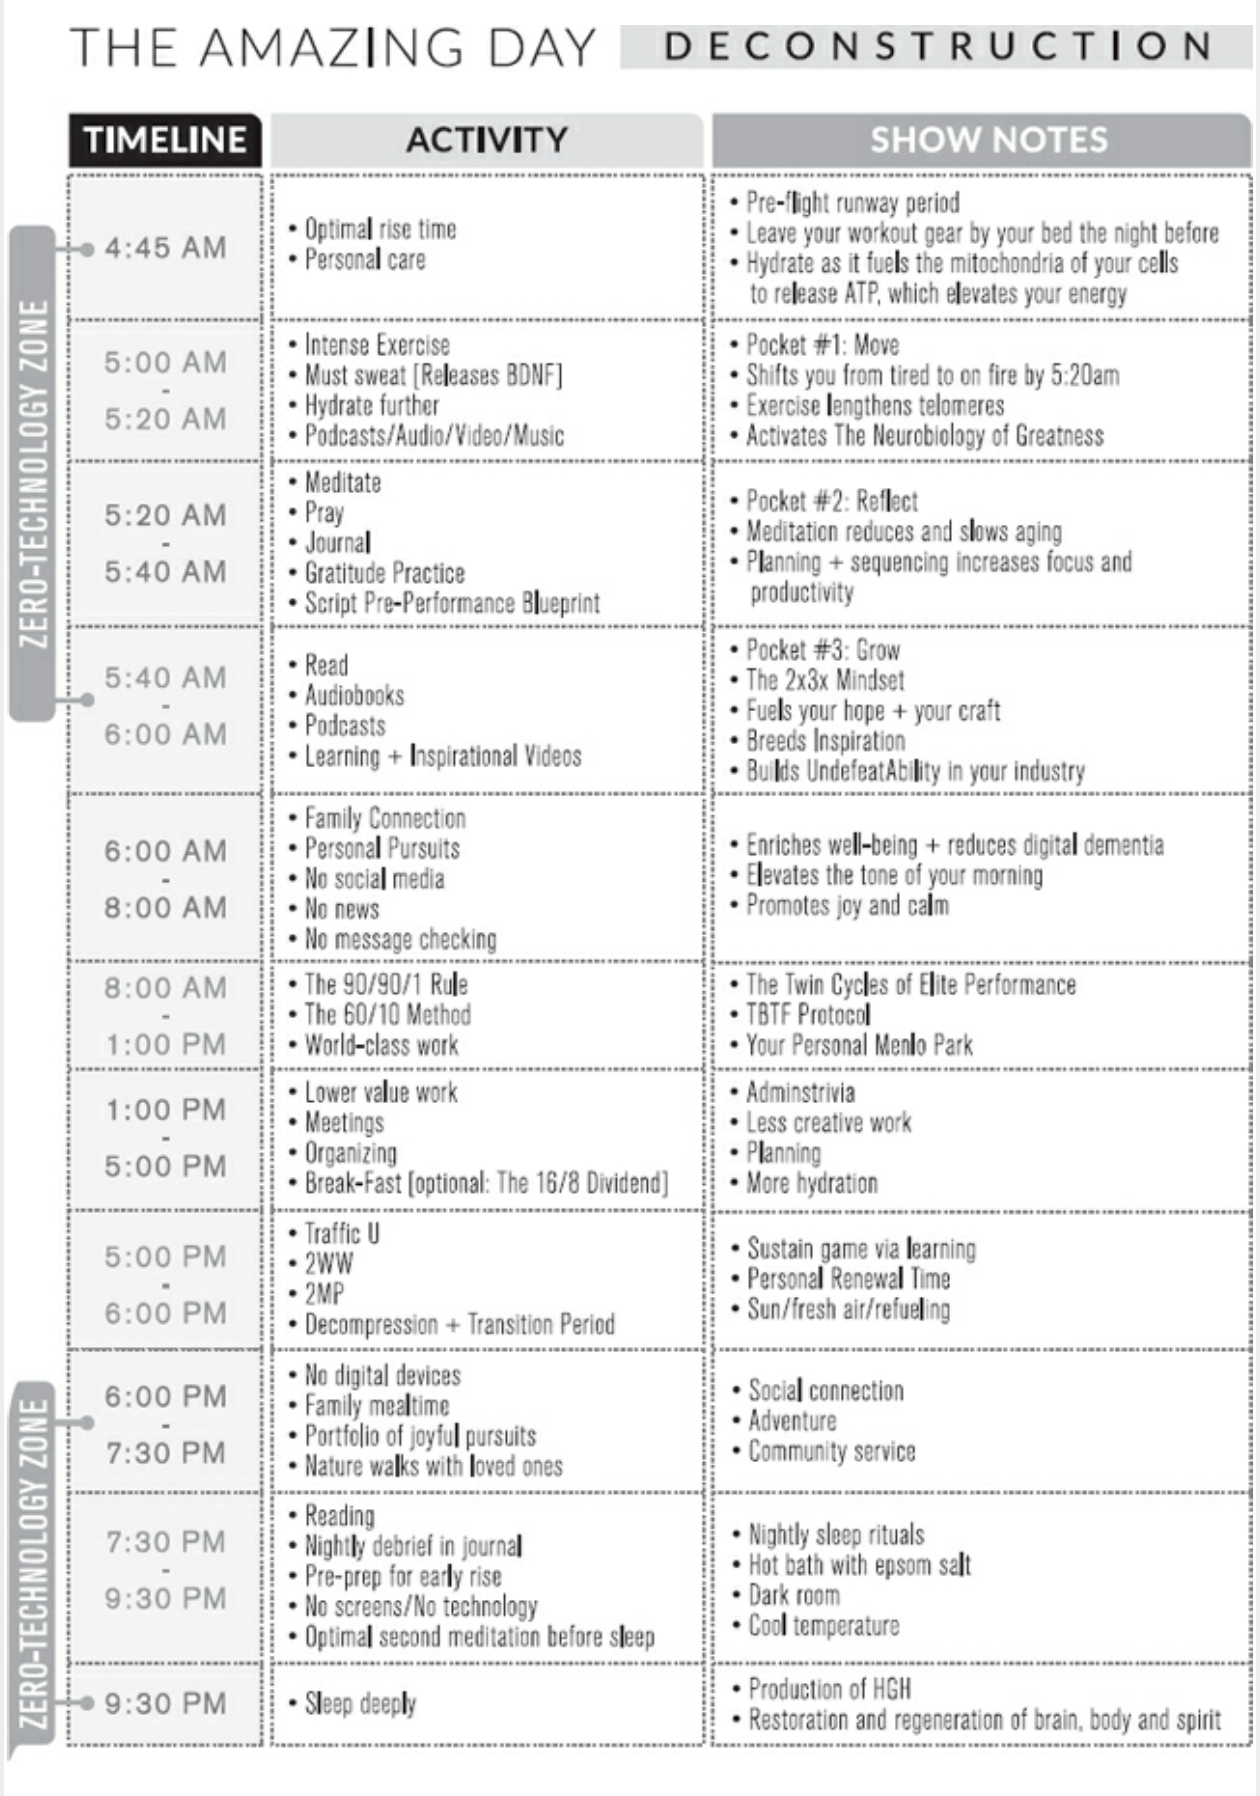 THE AMAZING DAY DECONSTRUCTION
TIMELINE
ACTIVITY
SHOW NOTES
ZERO-TECHNOLOGY ZONE
4:45 AM
• Optimal rise time
• Personal care
• Pre-flight runway period
• Leave your workout gear by your bed the night before
• Hydrate as it fuels the mitochondria of your cells
to release ATP, which elevates your energy
5:00 AM
-
5:20 AM
• Intense Exercise
• Must sweat [Releases BDNF]
• Hydrate further
• Podcasts/Audio/Video/Music
• Pocket #1: Move
• Shifts you from tired to on fire by 5:20am
• Exercise lengthens telomeres
• Activates The Neurobiology of Greatness
5:20 AM
-
5:40 AM
• Meditate
• Pray
• Journal
• Gratitude Practice
• Script Pre-Performance Blueprint
• Pocket #2: Reflect
• Meditation reduces and slows aging
• Planning + sequencing increases focus and
productivity
5:40 AM
-
6:00 AM
• Read
• Audiobooks
• Podcasts
• Learning + Inspirational Videos
• Pocket #3: Grow
• The 2x3x Mindset
• Fuels your hope + your craft
• Breeds Inspiration
• Builds UndefeatAbility in your industry
6:00 AM
-
8:00 AM
• Family Connection
• Personal Pursuits
• No social media
• No news
• No message checking
• Enriches well-being + reduces digital dementia
• Elevates the tone of your morning
• Promotes joy and calm
8:00 AM
-
1:00 PM
• The 90/90/1 Rule
• The 60/10 Method
• World-class work
• The Twin Cycles of Elite Performance
• TBTF Protocol
• Your Personal Menlo Park
1:00 PM
-
5:00 PM
• Lower value work
• Meetings
• Organizing
• Break-Fast [optional: The 16/8 Dividend]
• Adminstrivia
• Less creative work
• Planning
• More hydration
5:00 PM
-
6:00 PM
• Traffic U
• 2WW
• 2MP
• Decompression + Transition Period
• Sustain game via learning
• Personal Renewal Time
• Sun/fresh air/refueling
ZERO-TECHNOLOGY ZONE
6:00 PM
-
7:30 PM
• No digital devices
• Family mealtime
• Portfolio of joyful pursuits
• Nature walks with loved ones
• Social connection
• Adventure
• Community service
7:30 PM
-
9:30 PM
• Reading
• Nightly debrief in journal
• Pre-prep for early rise
• No screens/No technology
• Optimal second meditation before sleep
• Nightly sleep rituals
• Hot bath with epsom salt
• Dark room
• Cool temperature
9:30 PM
• Sleep deeply
• Production of HGH
• Restoration and regeneration of brain, body and spirit